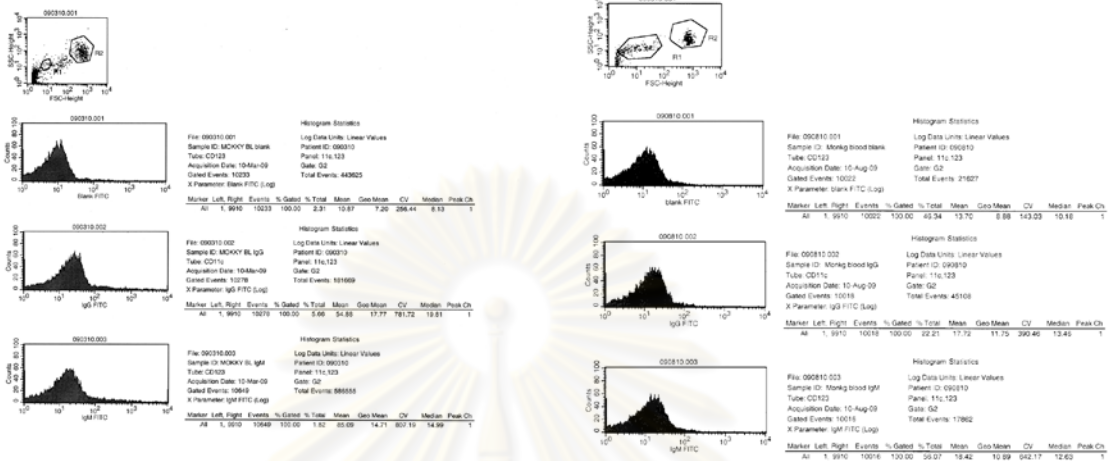 090310.001
SSC-Height
R2
FSC-Height
090310.001
Counts
Blank FITC
Histogram Statistics
File: 090310.001 Log Data Units: Linear Values
Sample ID: MOKKY BL blank Patient ID: 090310
Tube: CD123 Panel: 11c,123
Acquisition Date: 10-Mar-09 Gate: G2
Gated Events: 10233 Total Events: 443625
X Parameter: Blank FITC (Log)
Marker Left, Right Events % Gated % Total Mean Geo Mean CV Median Peak Ch
All 1, 9910 10233 100.00 2.31 10.87 7.20 258.44 8.13 1
090310.002
Counts
IgG FITC
Histogram Statistics
File: 090310.002 Log Data Units: Linear Values
Sample ID: MOKKY BL IgG Patient ID: 090310
Tube: CD11c Panel: 11c,123
Acquisition Date: 10-Mar-09 Gate: G2
Gated Events: 10278 Total Events: 181669
X Parameter: IgG FITC (Log)
Marker Left, Right Events % Gated % Total Mean Geo Mean CV Median Peak Ch
All 1, 9910 10278 100.00 5.66 54.85 17.77 781.72 19.81 1
090310.003
Counts
IgM FITC
Histogram Statistics
File: 090310.003 Log Data Units: Linear Values
Sample ID: MOKKY BL IgM Patient ID: 090310
Tube: CD123 Panel: 11c,123
Acquisition Date: 10-Mar-09 Gate: G2
Gated Events: 10649 Total Events: 586555
X Parameter: IgM FITC (Log)
Marker Left, Right Events % Gated % Total Mean Geo Mean CV Median Peak Ch
All 1, 9910 10649 100.00 1.82 14.71 807.19 14.99 1
SSC-Height
R2
R1
FSC-Height
090810.001
Counts
blank FITC
Histogram Statistics
File: 090810.001 Log Data Units: Linear Values
Sample ID: Monkg blood blank Patient ID: 090810
Tube: CD123 Panel: 11c,123
Acquisition Date: 10-Aug-09 Gate: G2
Gated Events: 10022 Total Events: 21627
X Parameter: blank FITC (Log)
Marker Left, Right Events % Gated % Total Mean Geo Mean CV Median Peak Ch
All 1, 9910 10022 100.00 46.34 13.70 8.88 143.03 10.18 1
090810.002
Counts
IgG FITC
Histogram Statistics
File: 090810.002 Log Data Units: Linear Values
Sample ID: Monkg blood IgG Patient ID: 090810
Tube: CD11c Panel: 11c,123
Acquisition Date: 10-Aug-09 Gate: G2
Gated Events: 10018 Total Events: 45108
X Parameter: IgG FITC (Log)
Marker Left, Right Events % Gated % Total Mean Geo Mean CV Median Peak Ch
All 1, 9910 10018 100.00 22.21 17.72 11.75 390.46 13.46 1
090810.003
Counts
IgM FITC
Histogram Statistics
File: 090810.003 Log Data Units: Linear Values
Sample ID: Monkg blood IgM Patient ID: 090810
Tube: CD123 Panel: 11c,123
Acquisition Date: 10-Aug-09 Gate: G2
Gated Events: 10016 Total Events: 17862
X Parameter: IgM FITC (Log)
Marker Left, Right Events % Gated % Total Mean Geo Mean CV Median Peak Ch
All 1, 9910 10016 100.00 56.07 18.42 10.89 642.17 12.63 1